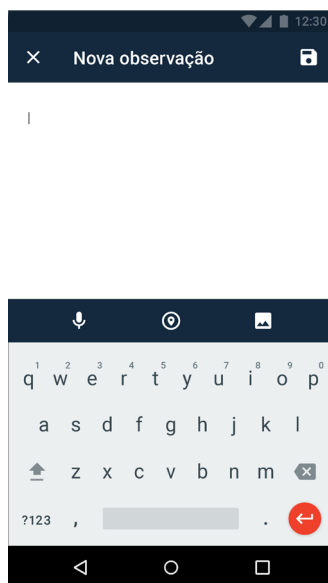 12:30
Nova observação
1 2 3 4 5 6 7 8 9 0
q w e r t y u i o p
a s d f g h j k l
z x c v b n m
?123 , .